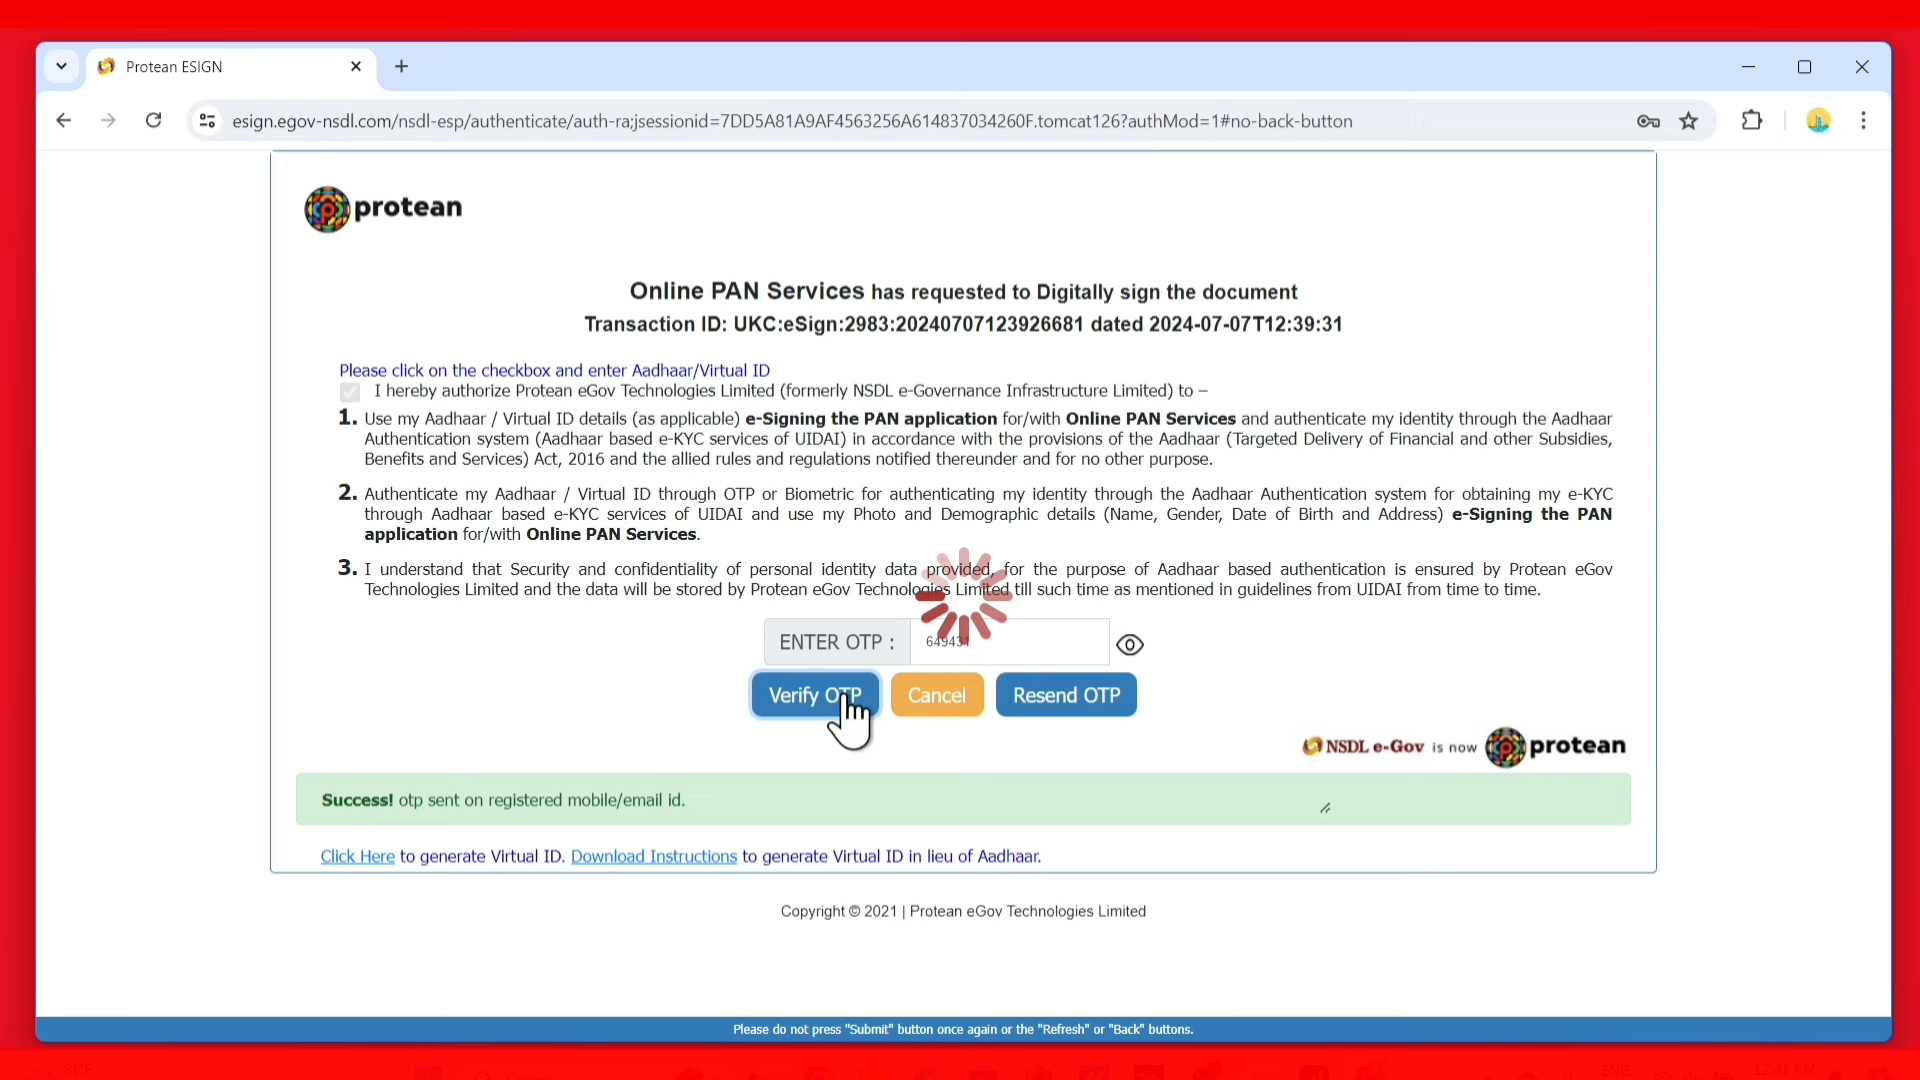 Protean ESIGN
esign.egov-nsdl.com/nsdl-esp/authenticate/auth-ra;jsessionid=7DD5A81A9AF4563256A614837034260F.tomcat126?authMod=1#no-back-button
protean
Online PAN Services has requested to Digitally sign the document
Transaction ID: UKC:eSign:2983:20240707123926681 dated 2024-07-07T12:39:31
Please click on the checkbox and enter Aadhaar/Virtual ID
I hereby authorize Protean eGov Technologies Limited (formerly NSDL e-Governance Infrastructure Limited) to –
1. Use my Aadhaar / Virtual ID details (as applicable) e-Signing the PAN application for/with Online PAN Services and authenticate my identity through the Aadhaar
Authentication system (Aadhaar based e-KYC services of UIDAI) in accordance with the provisions of the Aadhaar (Targeted Delivery of Financial and other Subsidies,
Benefits and Services) Act, 2016 and the allied rules and regulations notified thereunder and for no other purpose.
2. Authenticate my Aadhaar / Virtual ID through OTP or Biometric for authenticating my identity through the Aadhaar Authentication system for obtaining my e-KYC
through Aadhaar based e-KYC services of UIDAI and use my Photo and Demographic details (Name, Gender, Date of Birth and Address) e-Signing the PAN
application for/with Online PAN Services.
3. I understand that Security and confidentiality of personal identity data provided, for the purpose of Aadhaar based authentication is ensured by Protean eGov
Technologies Limited and the data will be stored by Protean eGov Technologies Limited till such time as mentioned in guidelines from UIDAI from time to time.
ENTER OTP : 649431
Verify OTP Cancel Resend OTP
NSDL e-Gov is now protean
Success! otp sent on registered mobile/email id.
Click Here to generate Virtual ID. Download Instructions to generate Virtual ID in lieu of Aadhaar.
Copyright © 2021 | Protean eGov Technologies Limited
Please do not press "Submit" button once again or the "Refresh" or "Back" buttons.
81°F
ENG 12:41 PM